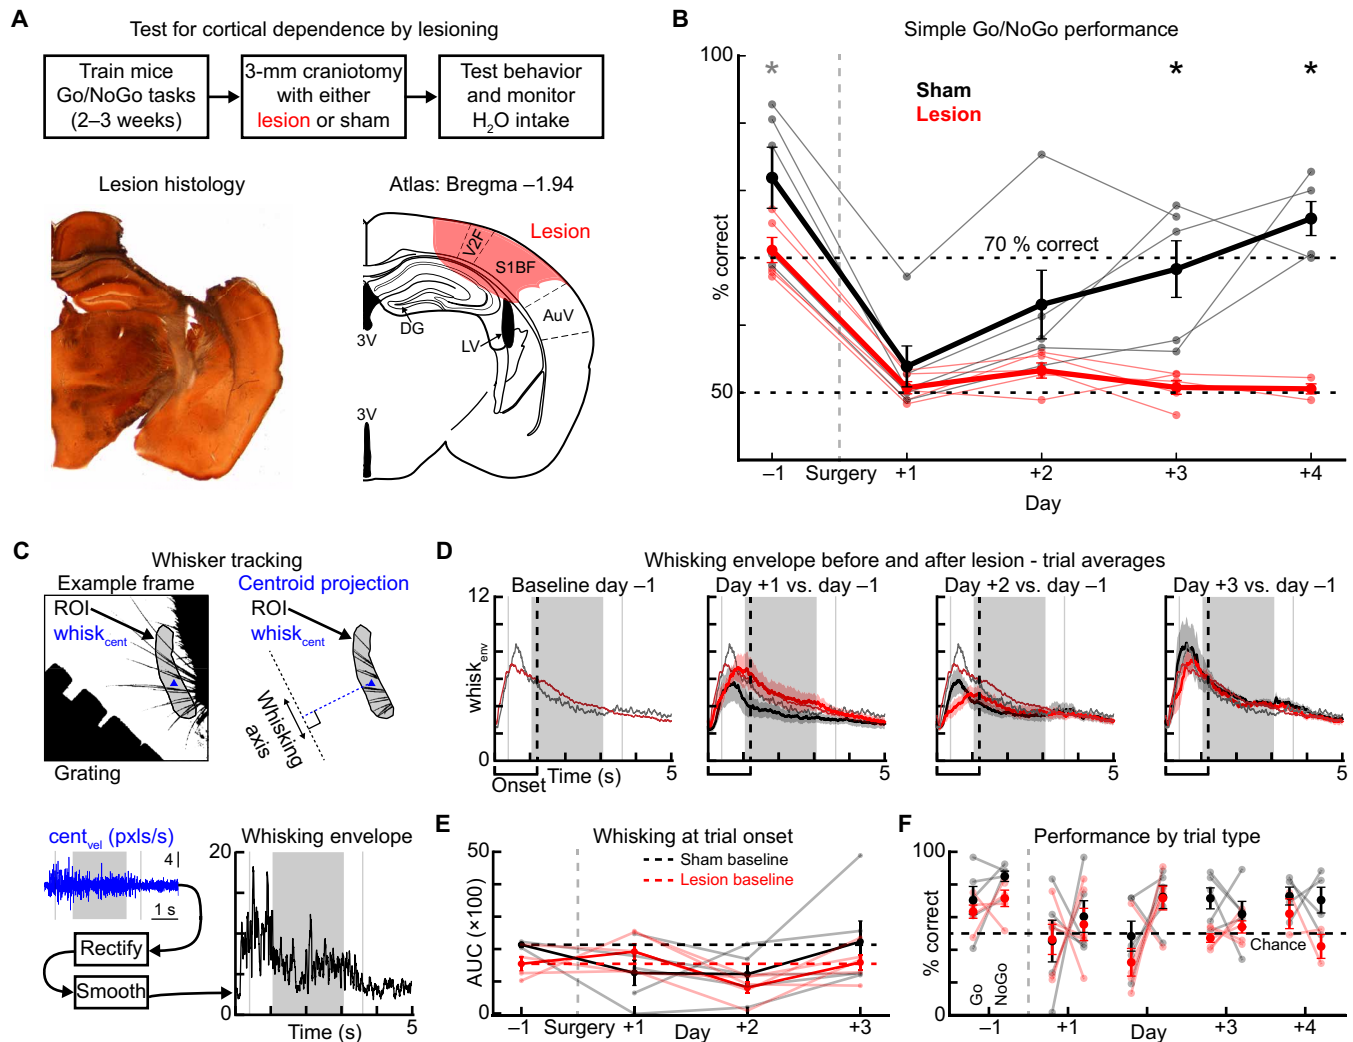 A
Test for cortical dependence by lesioning
Train mice
Go/NoGo tasks
(2–3 weeks)
3-mm craniotomy
with either
lesion or sham
Test behavior
and monitor
H2O intake
Lesion histology
Atlas: Bregma –1.94
Lesion
V2F
S1BF
AuV
DG
LV
3V
3V
B
Simple Go/NoGo performance
100
*
*
*
Sham
Lesion
70 % correct
% correct
50
–1
Surgery
+1
+2
+3
+4
Day
C
Whisker tracking
Example frame
Centroid projection
ROI
whiskcent
ROI
whiskcent
Whisking
axis
Grating
centvel (pxls/s)
4
1 s
Rectify
Smooth
Whisking envelope
20
0
0
5
Time (s)
D
Whisking envelope before and after lesion - trial averages
Baseline day –1
Day +1 vs. day –1
Day +2 vs. day –1
Day +3 vs. day –1
12
whiskenv
0
0
5
0
5
0
5
0
5
Onset
Time (s)
E
Whisking at trial onset
50
Sham baseline
Lesion baseline
AUC (×100)
0
–1
Surgery
+1
Day
+2
+3
F
Performance by trial type
100
% correct
Chance
Go
NoGo
0
–1
+1
Day
+3
+4